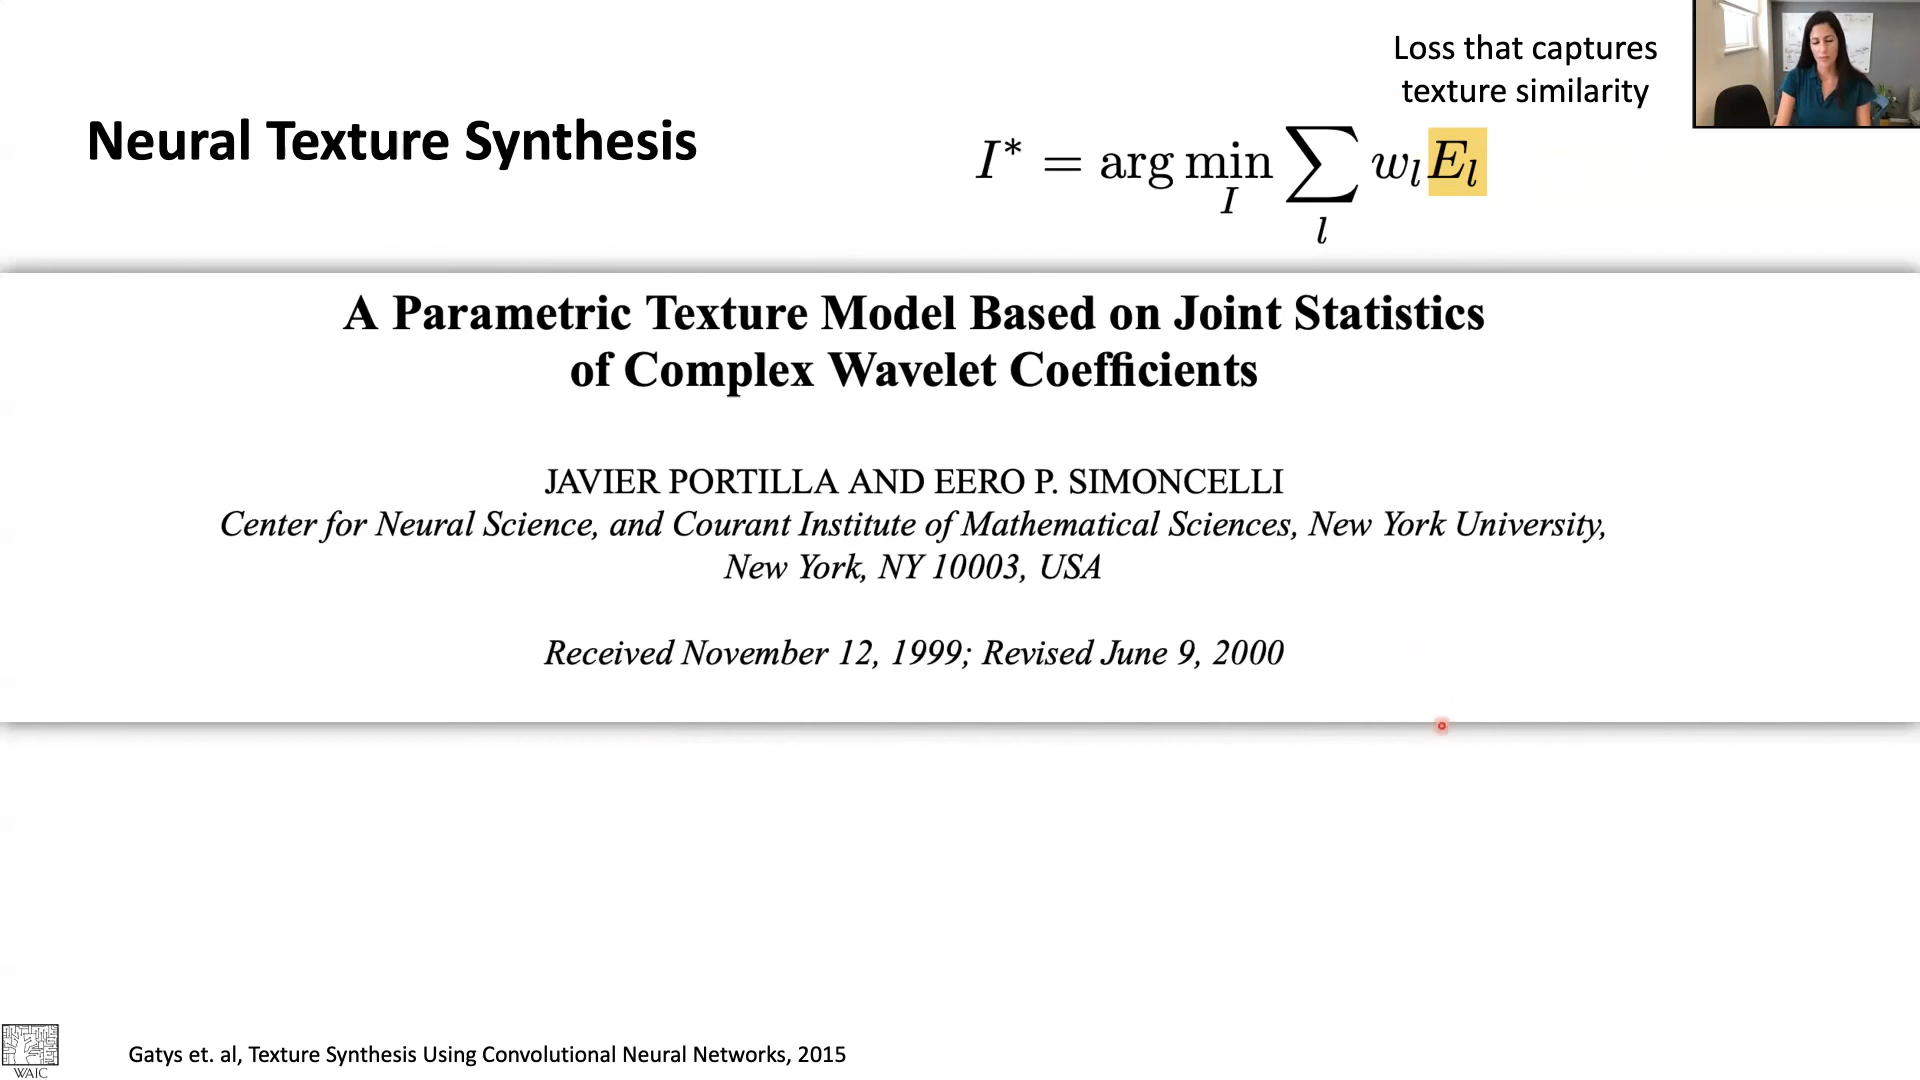 Loss that captures
texture similarity
Neural Texture Synthesis
I* = arg min_I ∑_l w_l E_l
A Parametric Texture Model Based on Joint Statistics
of Complex Wavelet Coefficients
JAVIER PORTILLA AND EERO P. SIMONCELLI
Center for Neural Science, and Courant Institute of Mathematical Sciences, New York University,
New York, NY 10003, USA
Received November 12, 1999; Revised June 9, 2000
Gatys et. al, Texture Synthesis Using Convolutional Neural Networks, 2015
WAIC